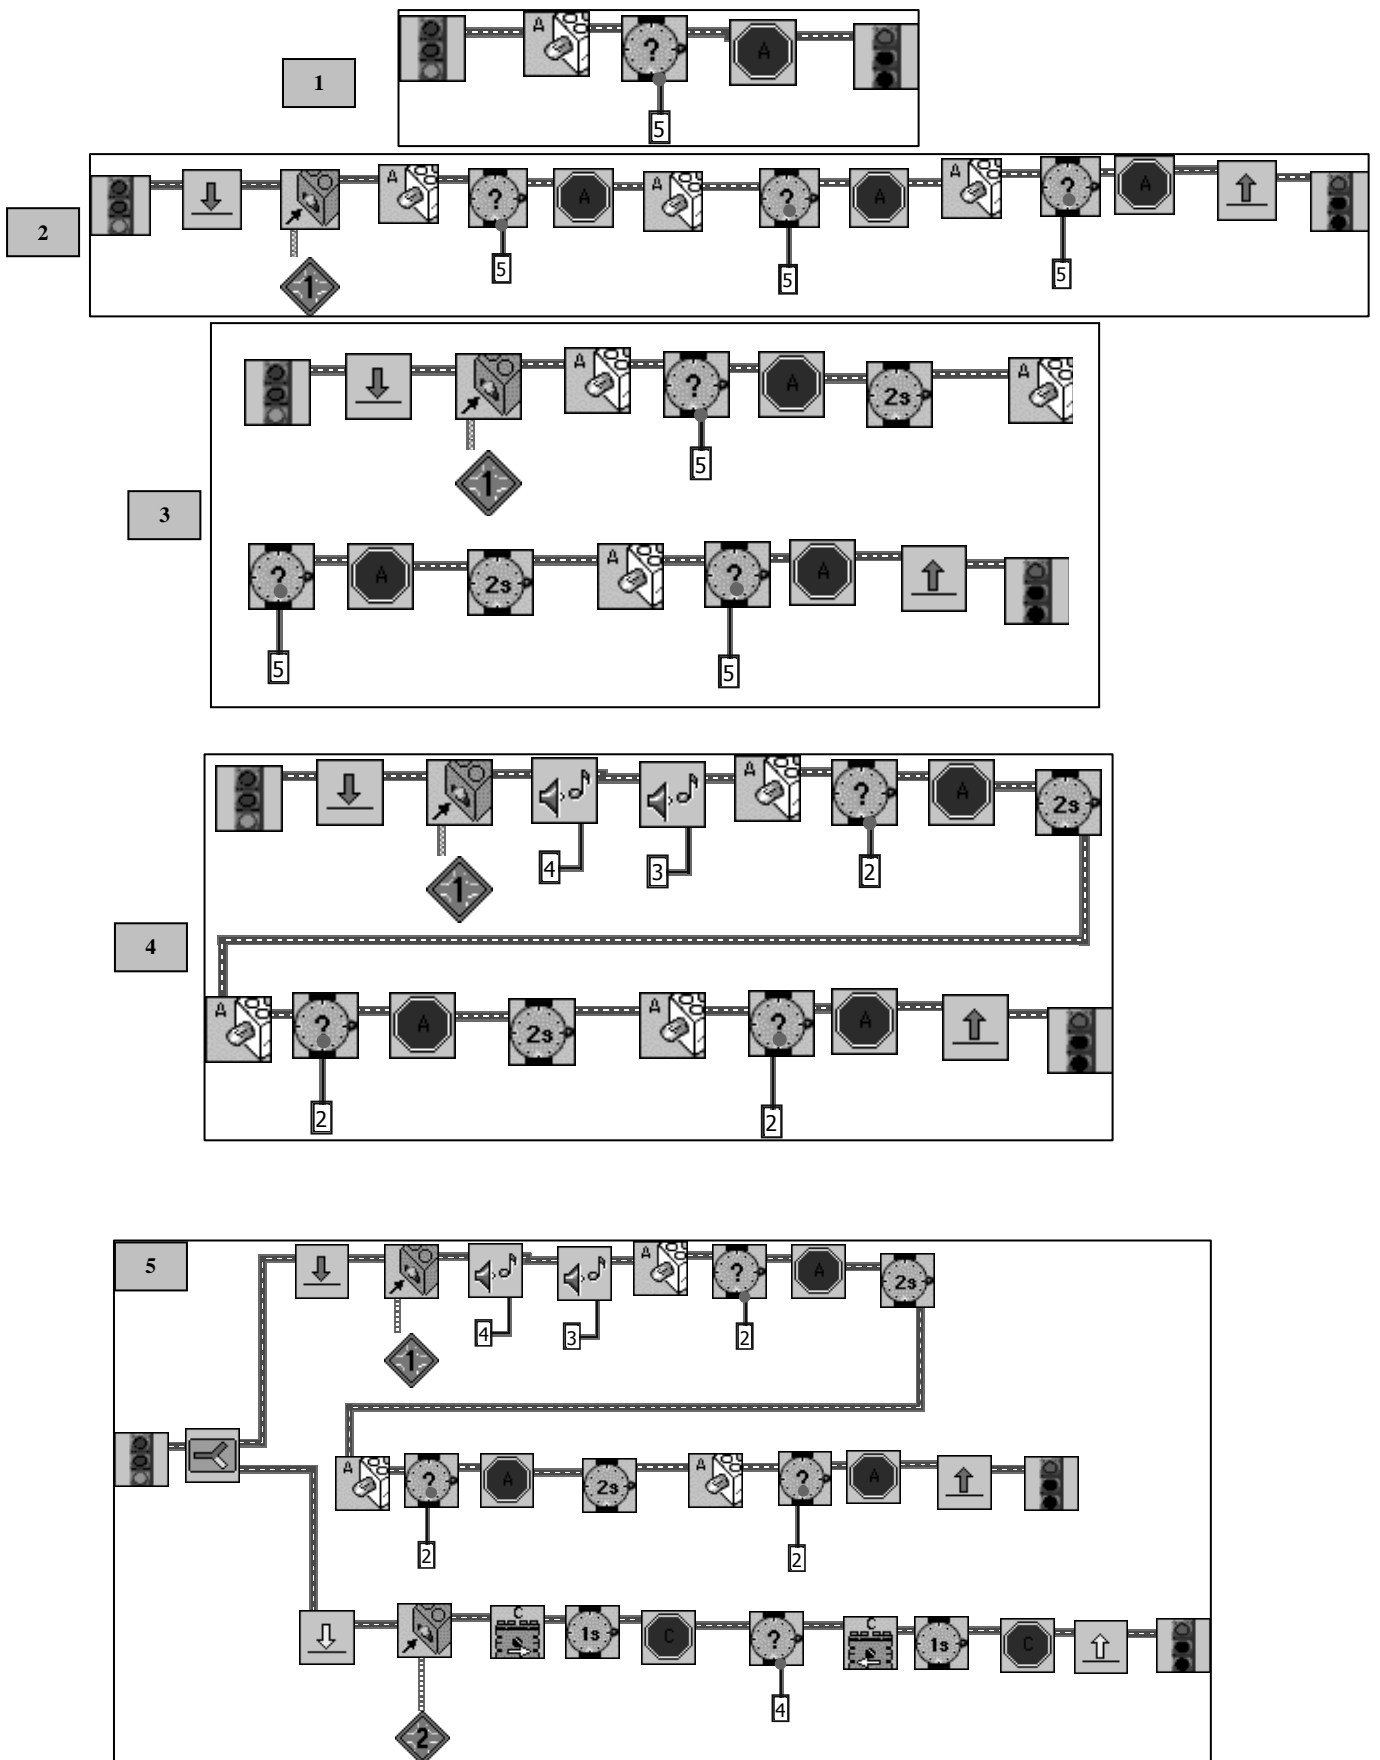 1
A ? A
5
2
A ? A A ? A A ? A
1 5 5 5
3
A ? A 2s A
1 5
? A 2s A ? A
5 5
4
A ? A 2s
1 4 3 2
A ? A 2s A ? A
2 2
5
A ? A 2s
1 4 3 2
A ? A 2s A ? A
2 2
C 1s C ? C 1s C
2 4